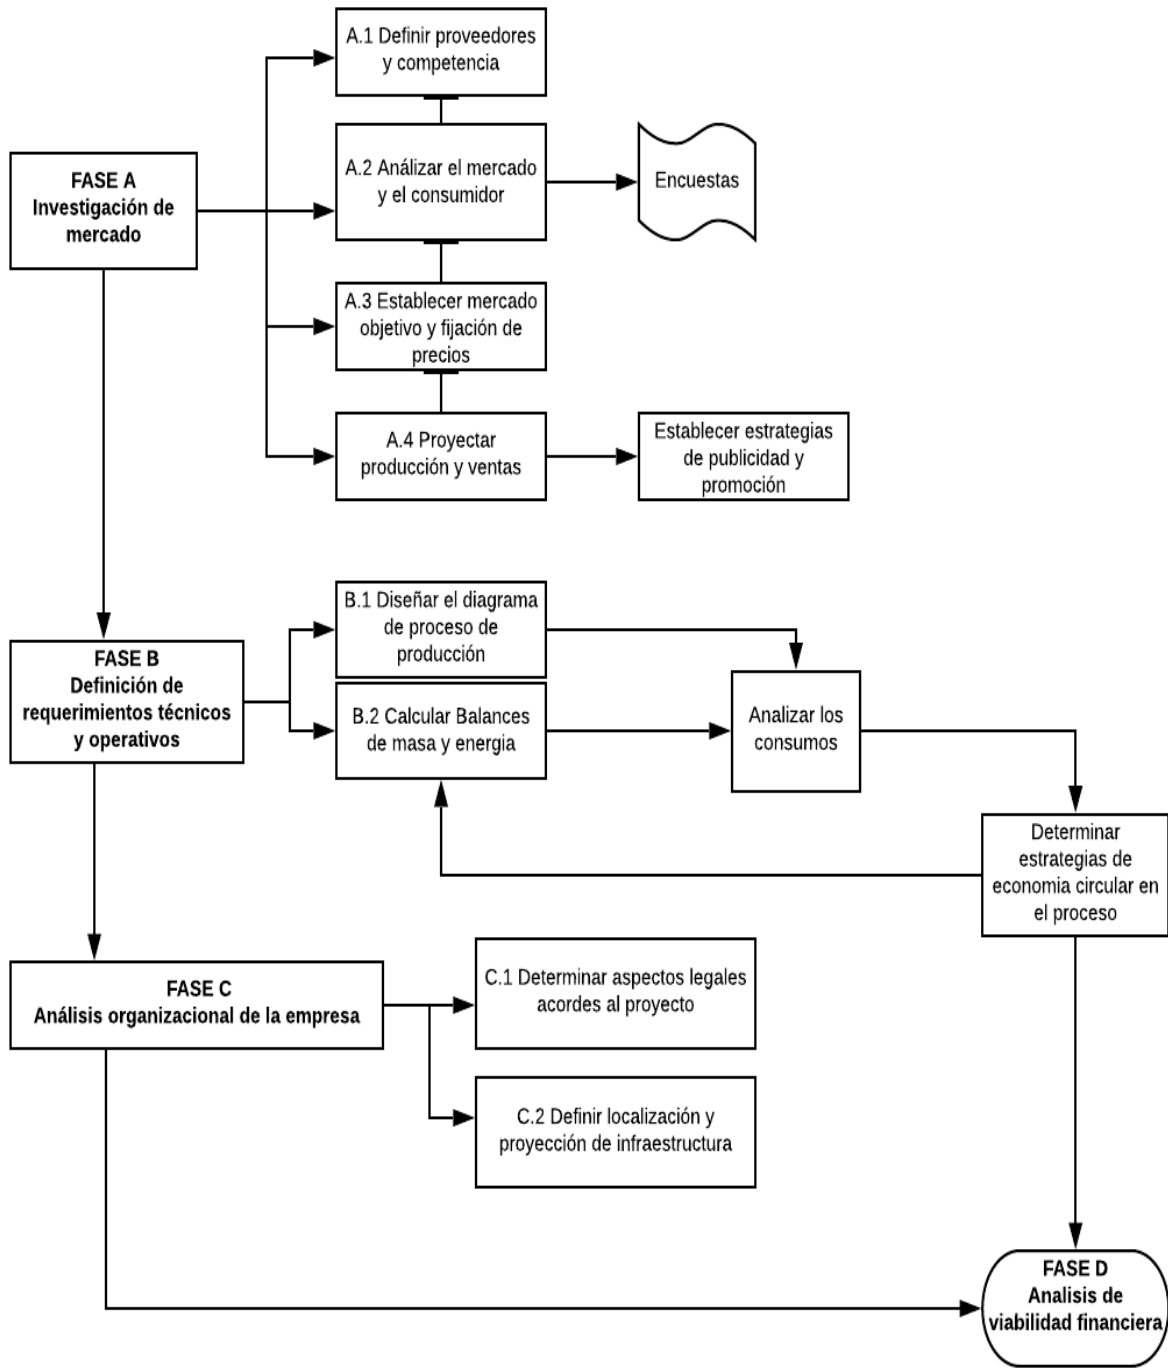 A.1 Definir proveedores
y competencia
FASE A
Investigación de
mercado
A.2 Análizar el mercado
y el consumidor
Encuestas
A.3 Establecer mercado
objetivo y fijación de
precios
A.4 Proyectar
producción y ventas
Establecer estrategias
de publicidad y
promoción
FASE B
Definición de
requerimientos técnicos
y operativos
B.1 Diseñar el diagrama
de proceso de
producción
B.2 Calcular Balances
de masa y energia
Analizar los
consumos
Determinar
estrategias de
economia circular en
el proceso
FASE C
Análisis organizacional de la empresa
C.1 Determinar aspectos legales
acordes al proyecto
C.2 Definir localización y
proyección de infraestructura
FASE D
Analisis de
viabilidad financiera